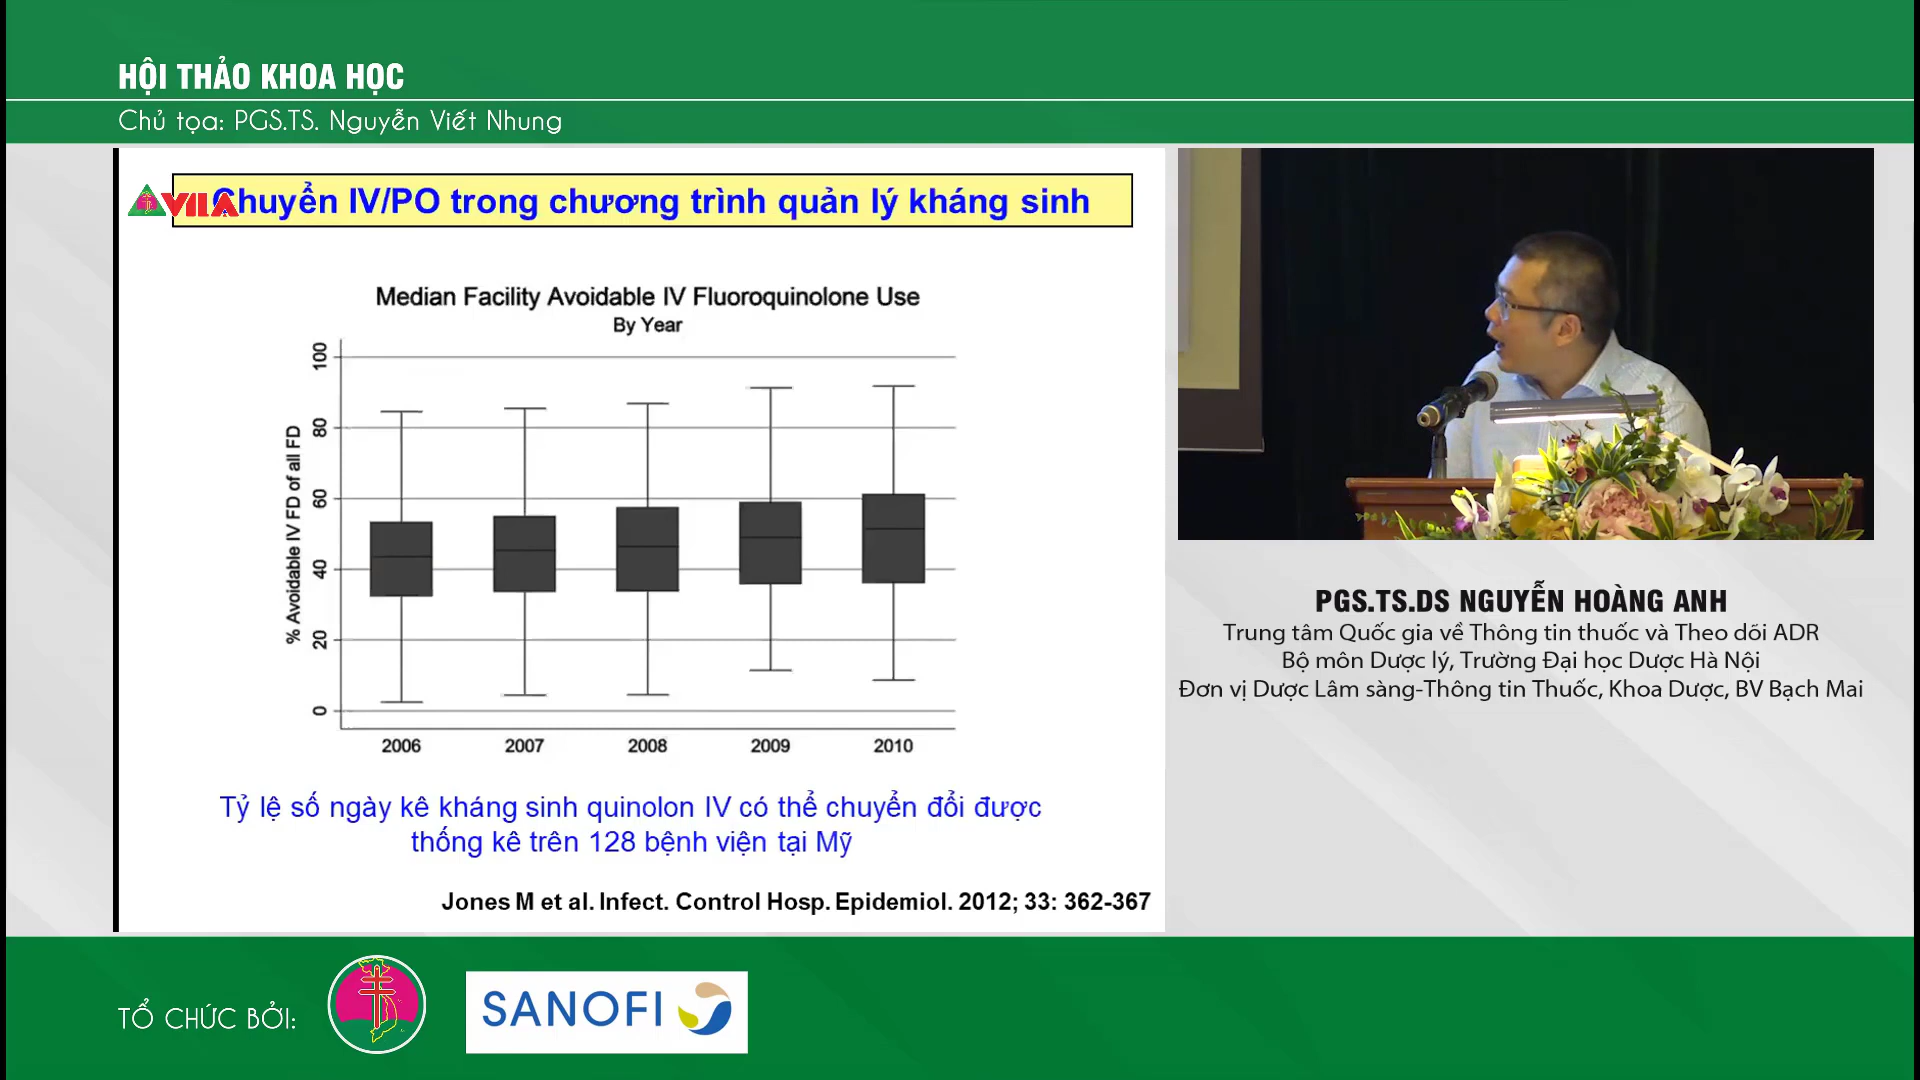 HỘI THẢO KHOA HỌC
Chủ tọa: PGS.TS. Nguyễn Viết Nhung
VILA
Chuyển IV/PO trong chương trình quản lý kháng sinh
Median Facility Avoidable IV Fluoroquinolone Use
By Year
% Avoidable IV FD of all FD
100
80
60
40
20
0
2006 2007 2008 2009 2010
Tỷ lệ số ngày kê kháng sinh quinolon IV có thể chuyển đổi được
thống kê trên 128 bệnh viện tại Mỹ
Jones M et al. Infect. Control Hosp. Epidemiol. 2012; 33: 362-367
PGS.TS.DS NGUYỄN HOÀNG ANH
Trung tâm Quốc gia về Thông tin thuốc và Theo dõi ADR
Bộ môn Dược lý, Trường Đại học Dược Hà Nội
Đơn vị Dược Lâm sàng-Thông tin Thuốc, Khoa Dược, BV Bạch Mai
TỔ CHỨC BỞI:
SANOFI